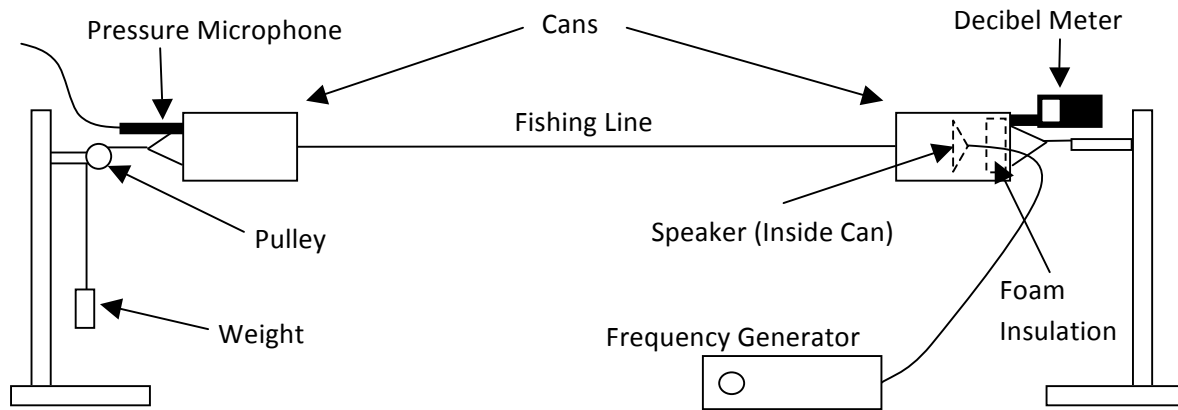 Pressure Microphone
Cans
Decibel Meter
Fishing Line
Pulley
Speaker (Inside Can)
Weight
Foam
Insulation
Frequency Generator